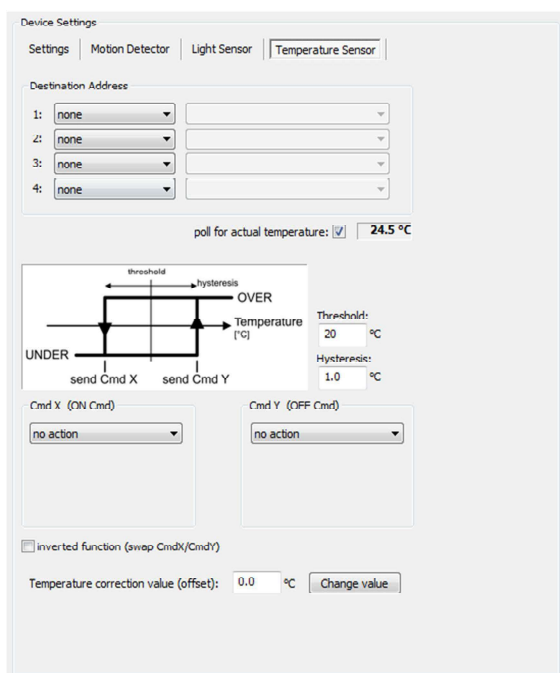 Device Settings
Settings Motion Detector Light Sensor Temperature Sensor
Destination Address
1: none
2: none
3: none
4: none
poll for actual temperature: 24.5 °C
threshold
hysteresis
OVER
Temperature
[°C]
UNDER
send Cmd X send Cmd Y
Threshold:
20 °C
Hysteresis:
1.0 °C
Cmd X (ON Cmd) Cmd Y (OFF Cmd)
no action no action
inverted function (swap CmdX/CmdY)
Temperature correction value (offset): 0.0 °C Change value